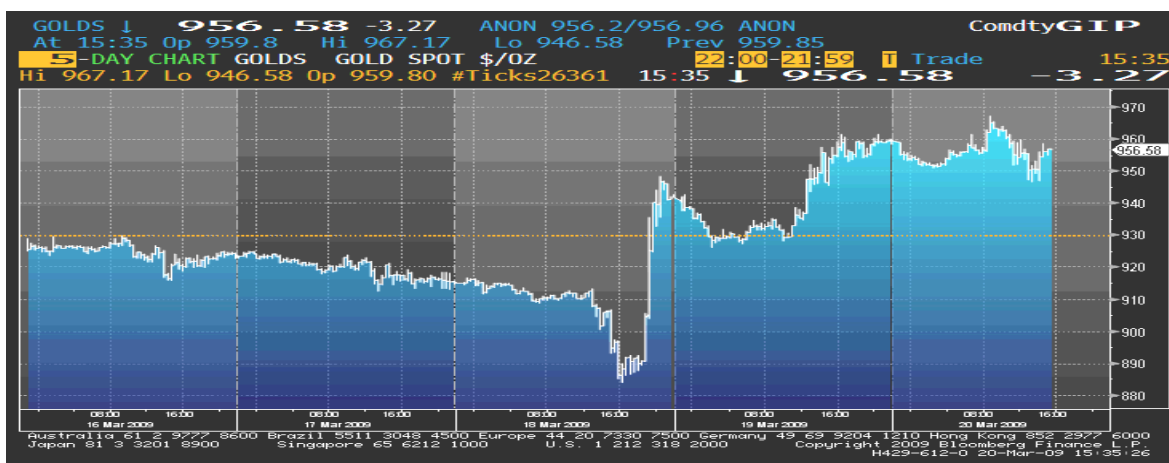 GOLDS ↓ 956.58 -3.27 ANON 956.2/956.96 ANON ComdtyGIP
At 15:35 Op 959.8 Hi 967.17 Lo 946.58 Prev 959.85
5-DAY CHART GOLDS GOLD SPOT $/OZ 22:00-21:59 T Trade 15:35
Hi 967.17 Lo 946.58 Op 959.80 #Ticks26361 15:35 ↓ 956.58 -3.27
970
960
956.58
950
940
930
920
910
900
890
880
08:00 16:00 08:00 16:00 08:00 16:00 08:00 16:00 08:00 16:00
16 Mar 2009 17 Mar 2009 18 Mar 2009 19 Mar 2009 20 Mar 2009
Australia 61 2 9777 8600 Brazil 5511 3048 4500 Europe 44 20 7330 7500 Germany 49 69 9204 1210 Hong Kong 852 2977 6000
Japan 81 3 3201 8900 Singapore 65 6212 1000 U.S. 1 212 318 2000 Copyright 2009 Bloomberg Finance L.P.
H429-612-0 20-Mar-09 15:35:26